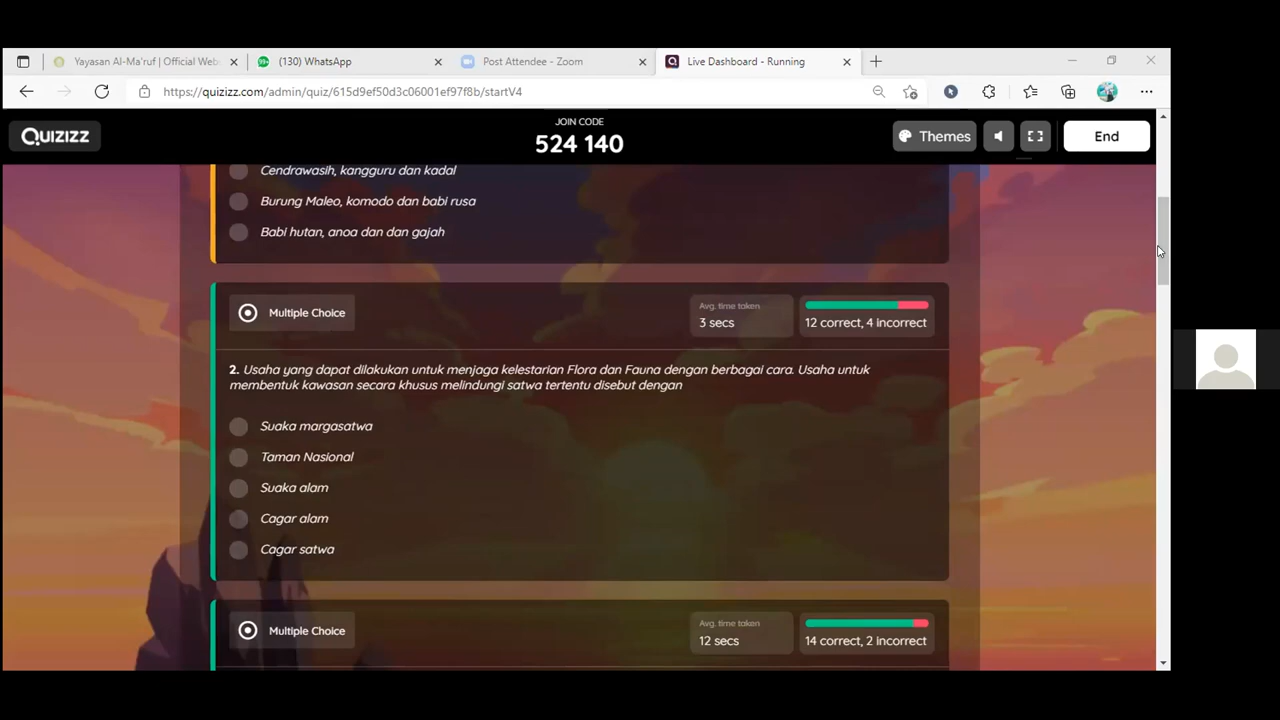 Yayasan Al-Ma'ruf | Official Web
99+ (130) WhatsApp
Post Attendee - Zoom
Live Dashboard - Running
https://quizizz.com/admin/quiz/615d9ef50d3c06001ef97f8b/startV4
QUIZIZZ
JOIN CODE
524 140
Themes
End
Cendrawasih, kangguru dan kadal
Burung Maleo, komodo dan babi rusa
Babi hutan, anoa dan dan gajah
Multiple Choice
Avg. time taken
3 secs
12 correct, 4 incorrect
2. Usaha yang dapat dilakukan untuk menjaga kelestarian Flora dan Fauna dengan berbagai cara. Usaha untuk
membentuk kawasan secara khusus melindungi satwa tertentu disebut dengan
Suaka margasatwa
Taman Nasional
Suaka alam
Cagar alam
Cagar satwa
Multiple Choice
Avg. time taken
12 secs
14 correct, 2 incorrect